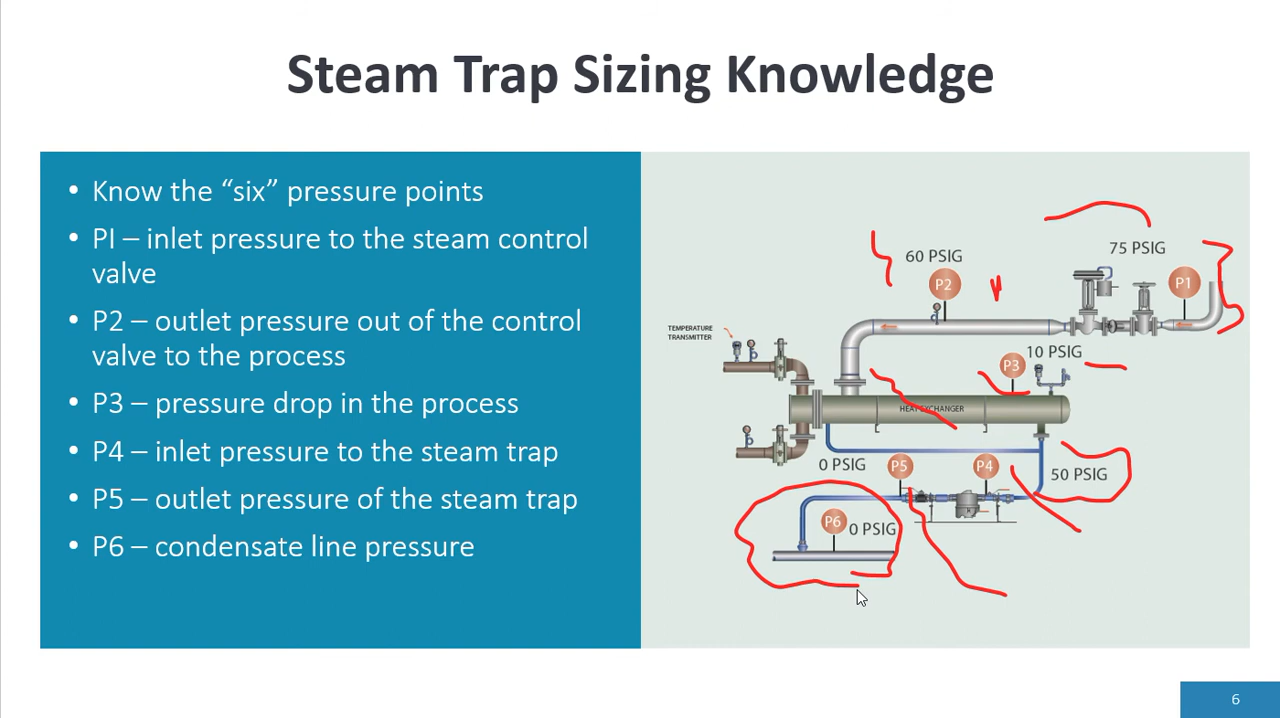 Steam Trap Sizing Knowledge
• Know the “six” pressure points
• PI – inlet pressure to the steam control
valve
• P2 – outlet pressure out of the control
valve to the process
• P3 – pressure drop in the process
• P4 – inlet pressure to the steam trap
• P5 – outlet pressure of the steam trap
• P6 – condensate line pressure
75 PSIG
60 PSIG
P1
P2
TEMPERATURE
TRANSMITTER
10 PSIG
P3
HEAT EXCHANGER
0 PSIG
P5
P4
50 PSIG
P6
0 PSIG
6